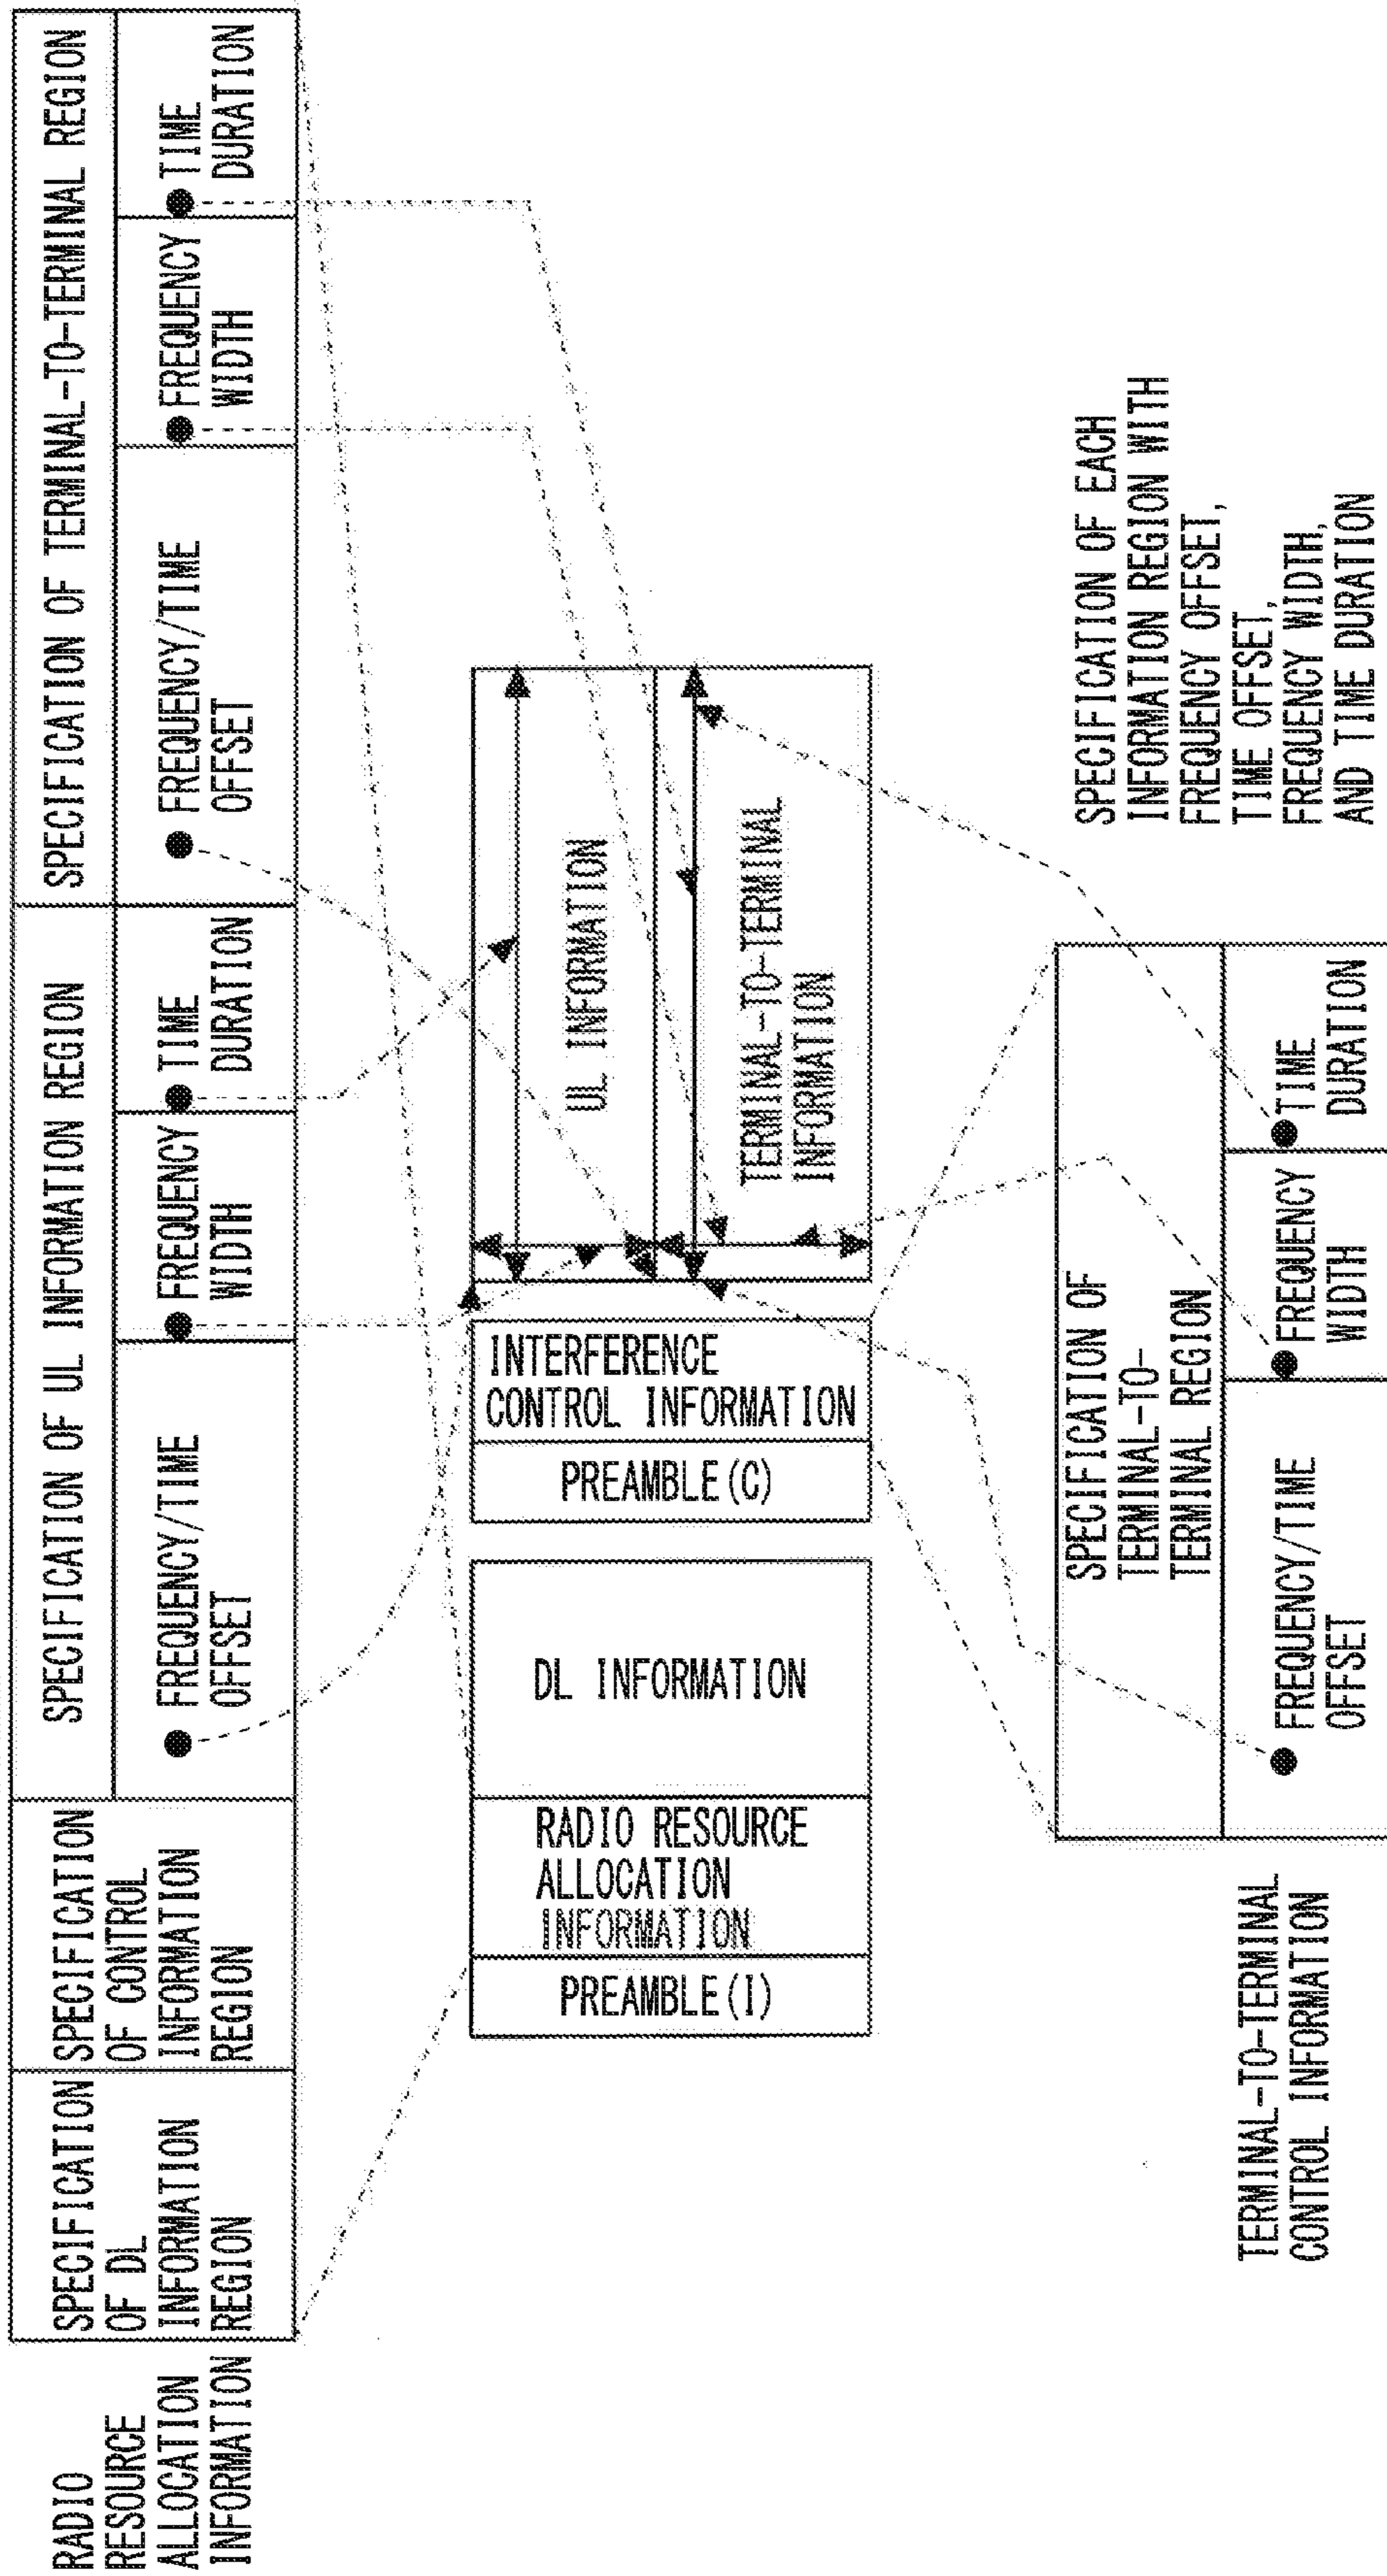 RADIO
RESOURCE
ALLOCATION
INFORMATION
SPECIFICATION
OF DL
INFORMATION
REGION
SPECIFICATION
OF CONTROL
INFORMATION
REGION
SPECIFICATION OF UL INFORMATION REGION
FREQUENCY/TIME
OFFSET
FREQUENCY
WIDTH
TIME
DURATION
SPECIFICATION OF TERMINAL-TO-TERMINAL REGION
FREQUENCY/TIME
OFFSET
FREQUENCY
WIDTH
TIME
DURATION
PREAMBLE(I)
RADIO RESOURCE
ALLOCATION
INFORMATION
DL INFORMATION
PREAMBLE(C)
INTERFERENCE
CONTROL INFORMATION
UL INFORMATION
TERMINAL-TO-TERMINAL
INFORMATION
TERMINAL-TO-TERMINAL
CONTROL INFORMATION
SPECIFICATION OF
TERMINAL-TO-
TERMINAL REGION
FREQUENCY/TIME
OFFSET
FREQUENCY
WIDTH
TIME
DURATION
SPECIFICATION OF EACH
INFORMATION REGION WITH
FREQUENCY OFFSET,
TIME OFFSET,
FREQUENCY WIDTH,
AND TIME DURATION